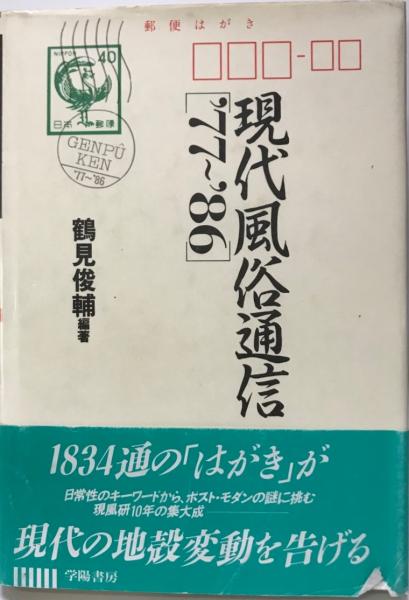 郵便はがき
NIPPON 40
日本郵便
GENPÛ
KEN
'77~'86
現代風俗通信
['77~'86]
鶴見俊輔編著
1834通の「はがき」が
日常性のキーワードから、ポスト・モダンの謎に挑む
現風研10年の集大成
現代の地殻変動を告げる
学陽書房